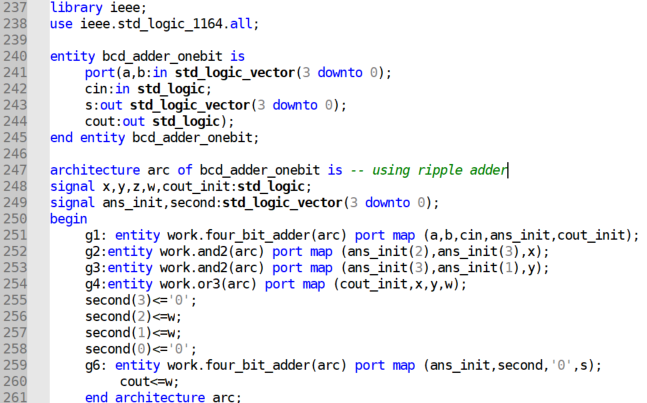 237 library ieee;
238 use ieee.std_logic_1164.all;
239
240 entity bcd_adder_onebit is
241 port(a,b:in std_logic_vector(3 downto 0);
242 cin:in std_logic;
243 s:out std_logic_vector(3 downto 0);
244 cout:out std_logic);
245 end entity bcd_adder_onebit;
246
247 architecture arc of bcd_adder_onebit is -- using ripple adder
248 signal x,y,z,w,cout_init:std_logic;
249 signal ans_init,second:std_logic_vector(3 downto 0);
250 begin
251 g1: entity work.four_bit_adder(arc) port map (a,b,cin,ans_init,cout_init);
252 g2:entity work.and2(arc) port map (ans_init(2),ans_init(3),x);
253 g3:entity work.and2(arc) port map (ans_init(3),ans_init(1),y);
254 g4:entity work.or3(arc) port map (cout_init,x,y,w);
255 second(3)<='0';
256 second(2)<=w;
257 second(1)<=w;
258 second(0)<='0';
259 g6: entity work.four_bit_adder(arc) port map (ans_init,second,'0',s);
260 cout<=w;
261 end architecture arc;